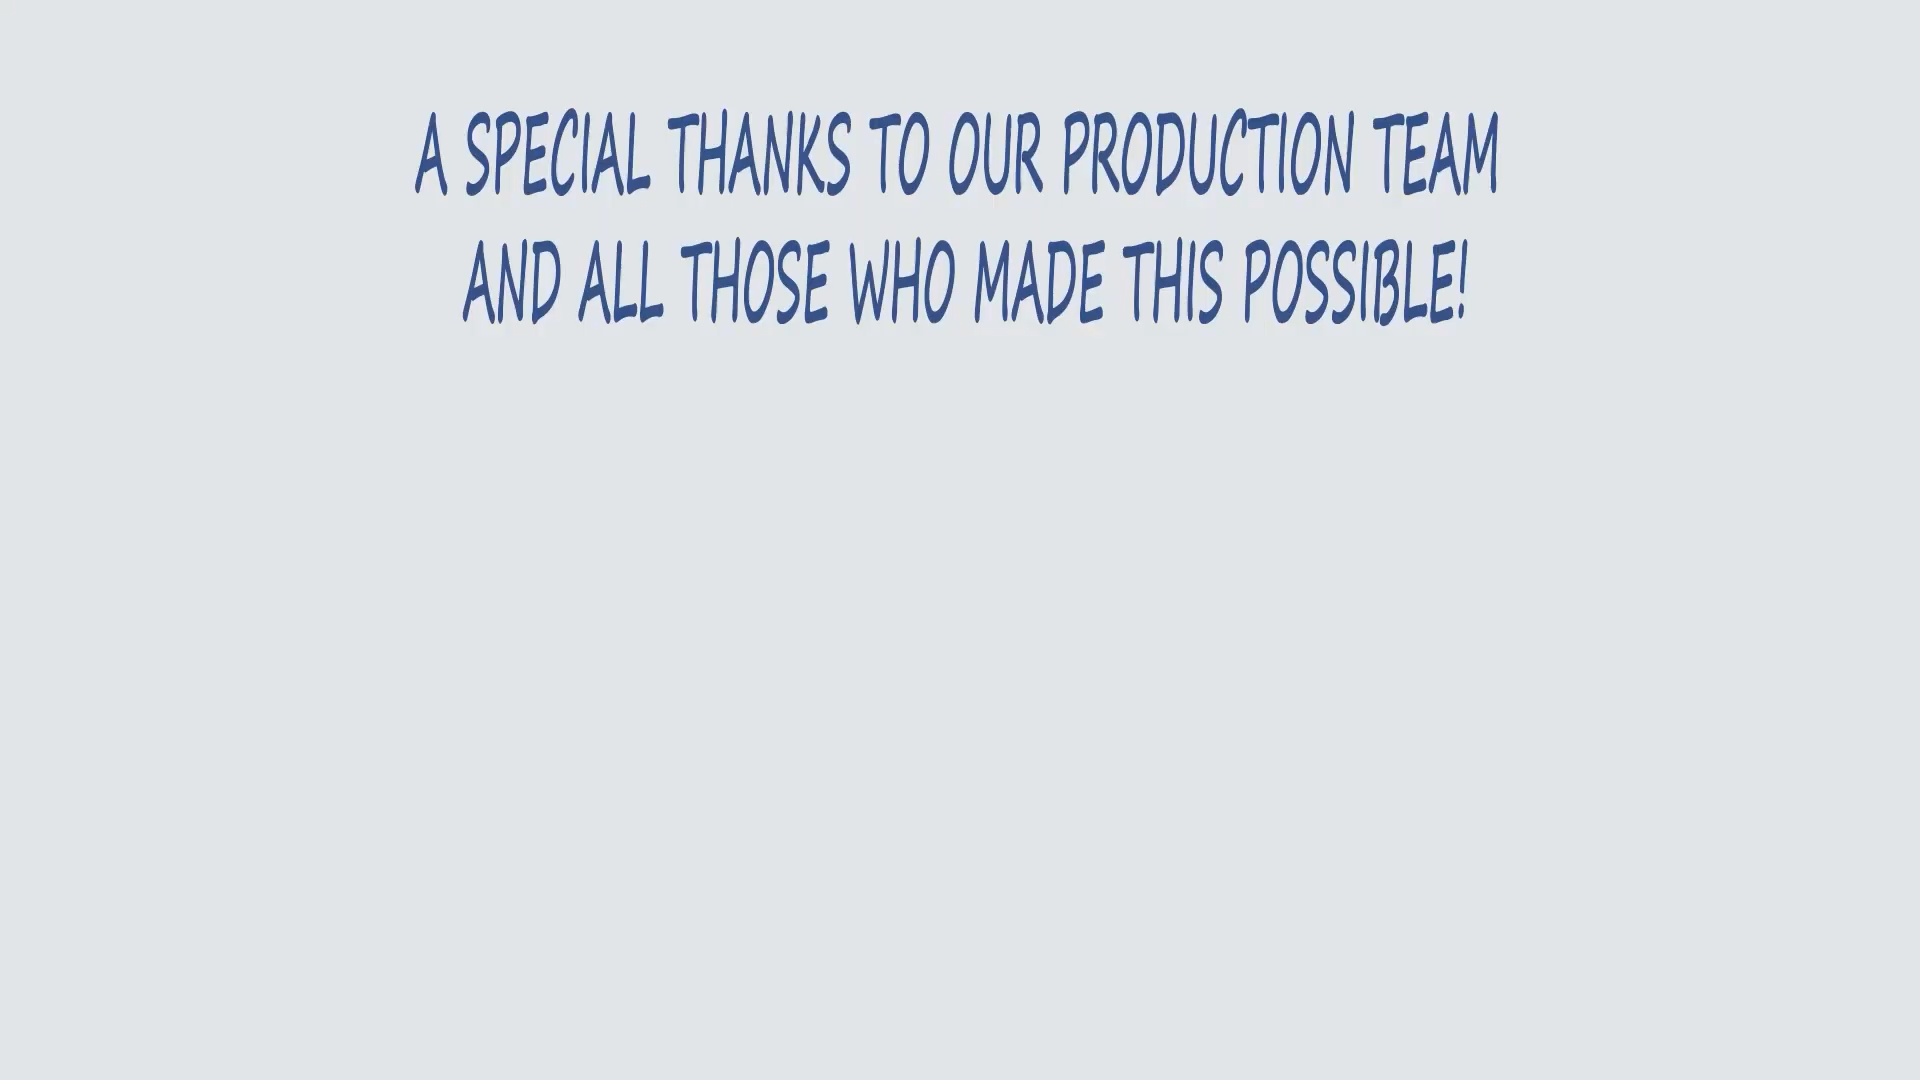 A SPECIAL THANKS TO OUR PRODUCTION TEAM
AND ALL THOSE WHO MADE THIS POSSIBLE!